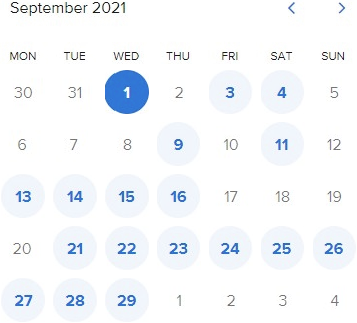 September 2021
MON TUE WED THU FRI SAT SUN
30 31 1 2 3 4 5
6 7 8 9 10 11 12
13 14 15 16 17 18 19
20 21 22 23 24 25 26
27 28 29 1 2 3 4